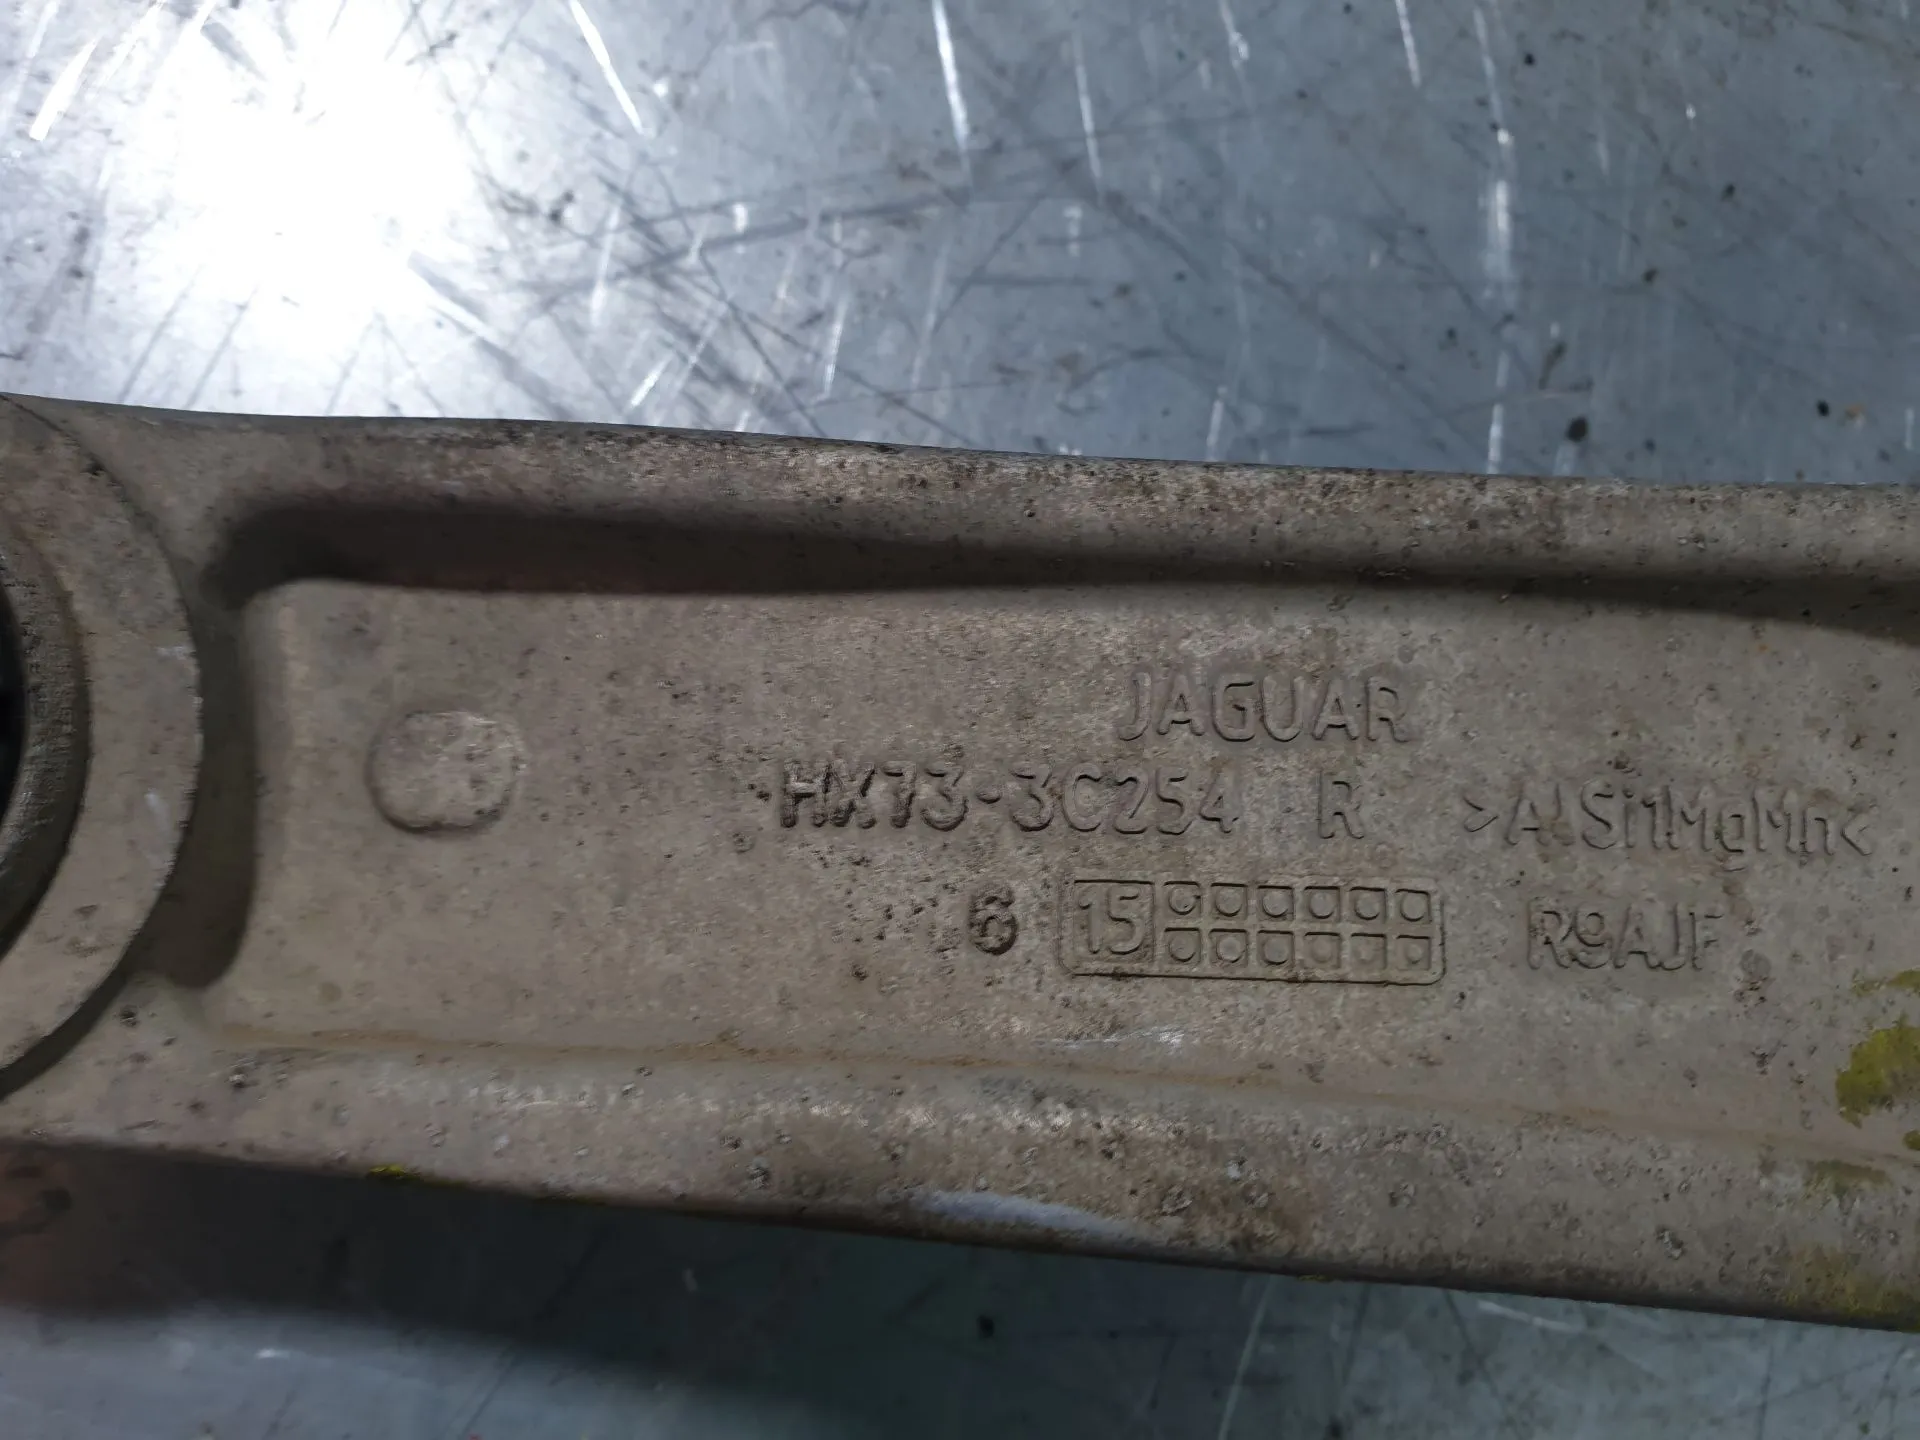 JAGUAR
HX73-3C254 R >AlSi1MgMn<
6 15 R9AJF